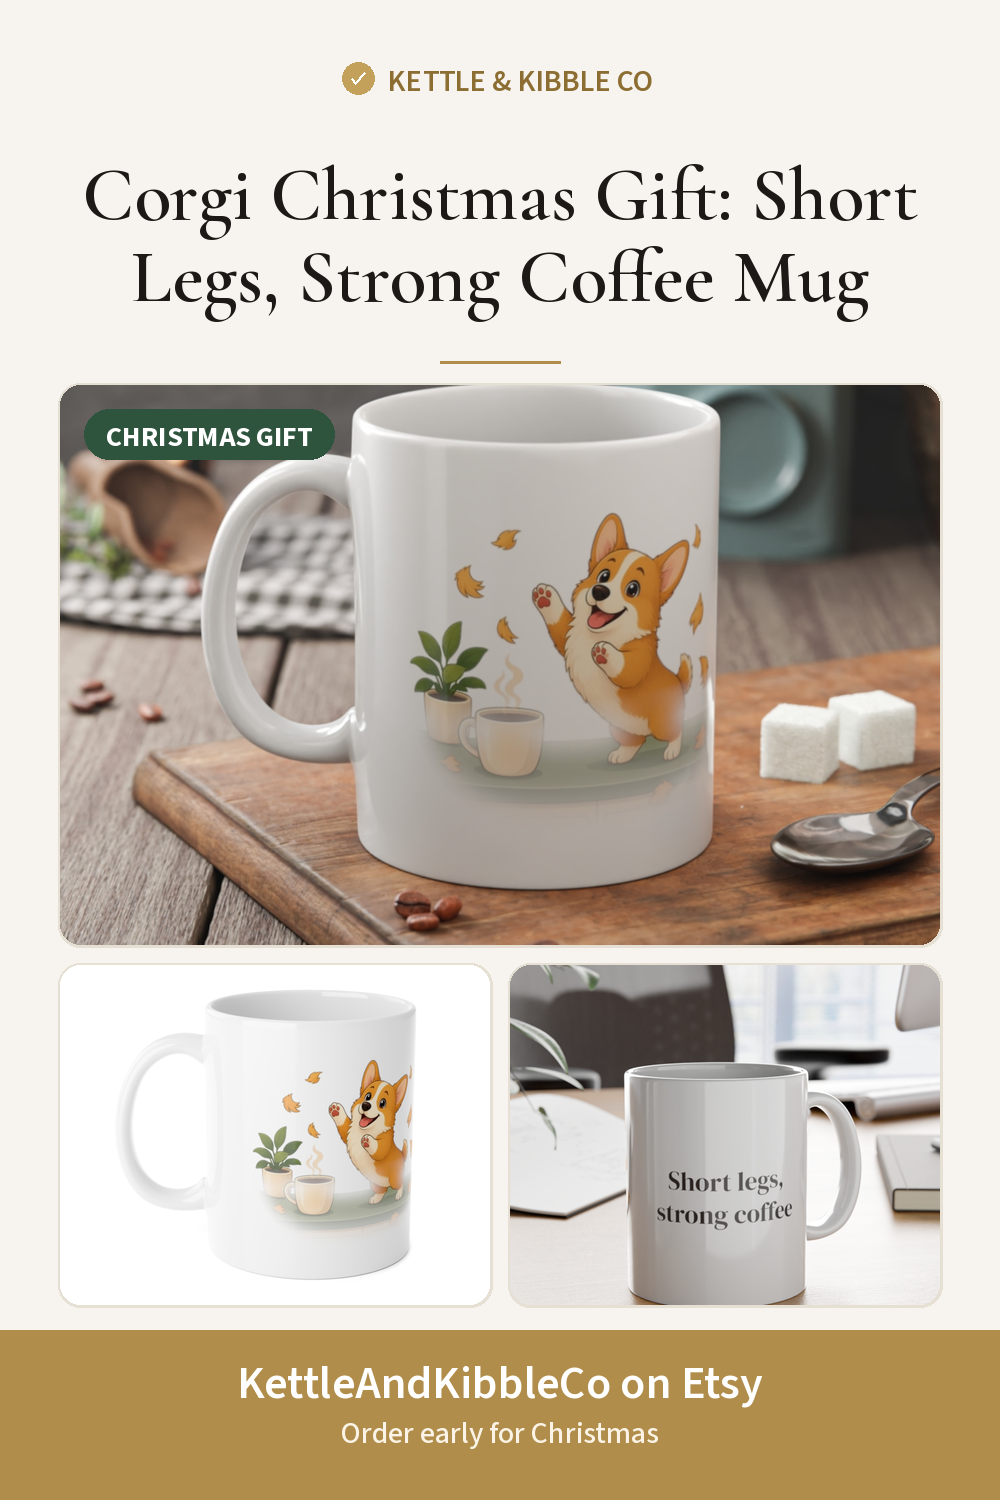 KETTLE & KIBBLE CO
Corgi Christmas Gift: Short
Legs, Strong Coffee Mug
CHRISTMAS GIFT
Short legs,
strong coffee
KettleAndKibbleCo on Etsy
Order early for Christmas